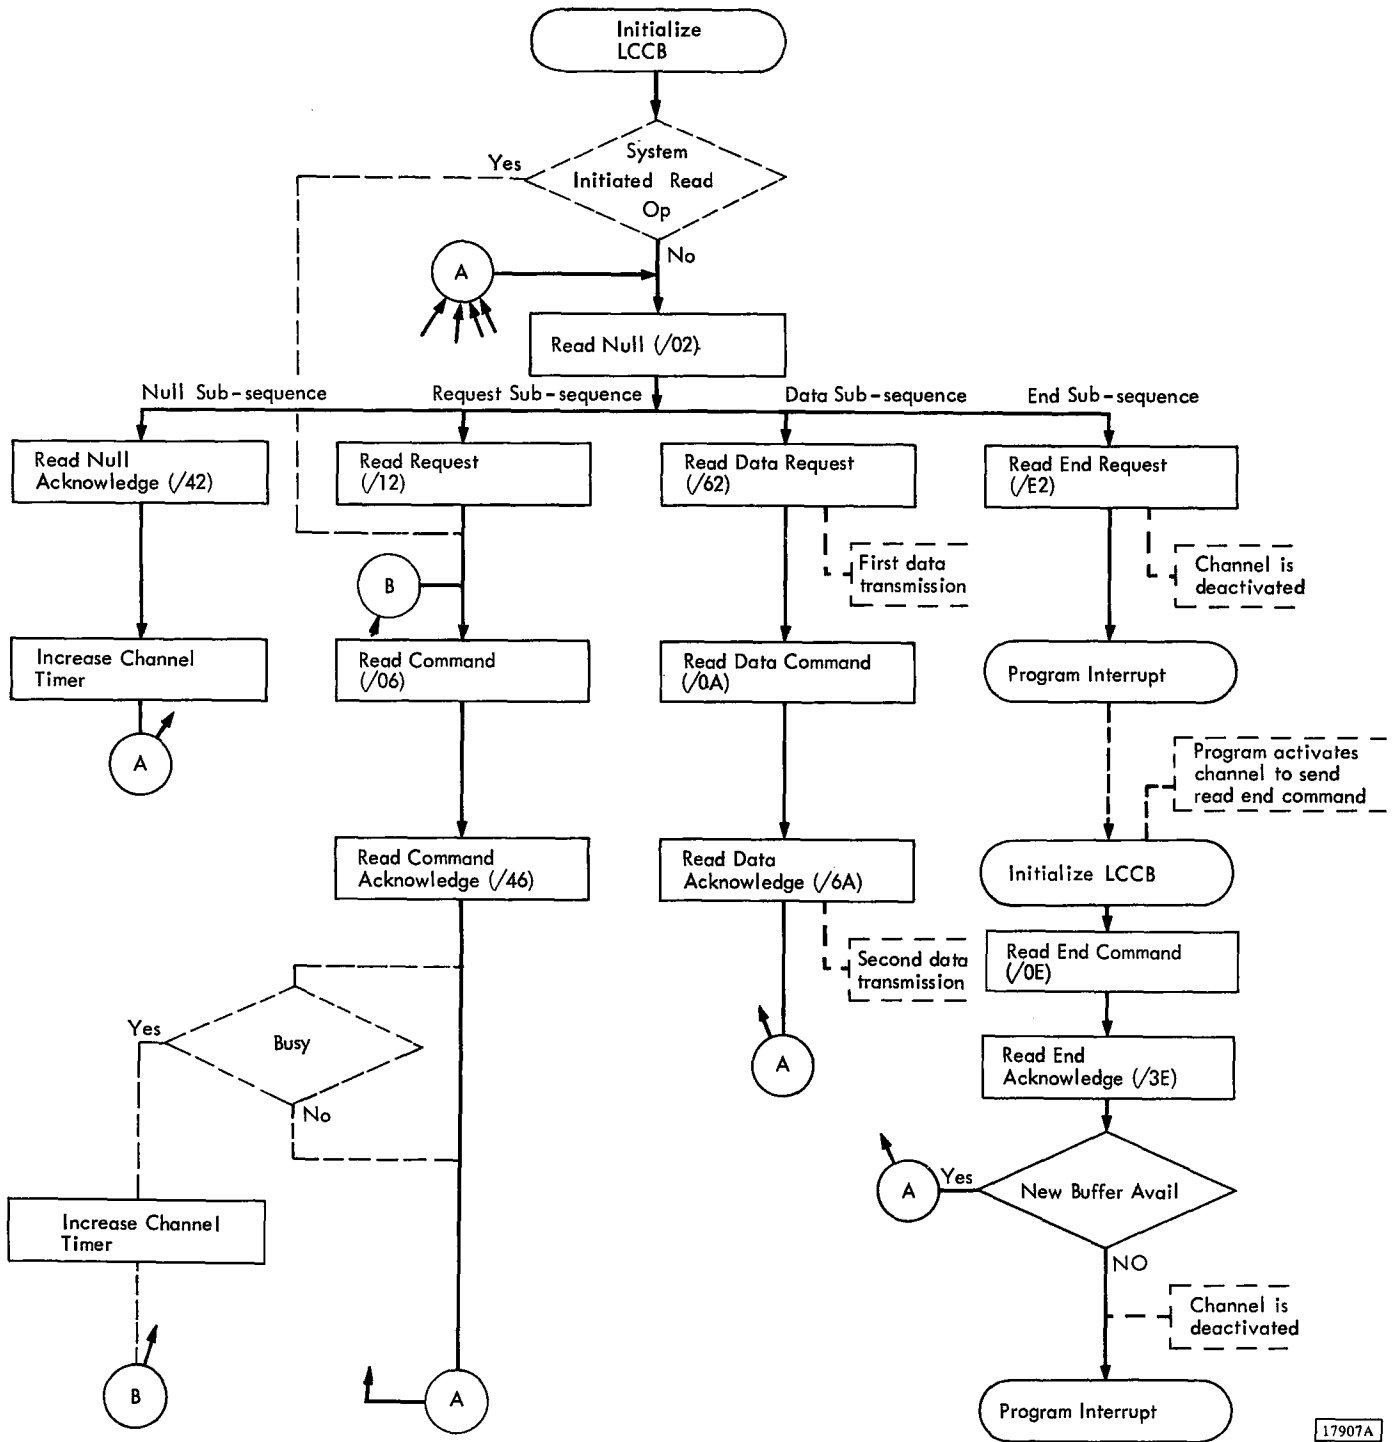 Initialize
LCCB
System
Initiated Read
Op
Yes
No
A
Read Null (/02)
Null Sub-sequence
Request Sub-sequence
Data Sub-sequence
End Sub-sequence
Read Null
Acknowledge (/42)
Read Request
(/12)
Read Data Request
(/62)
Read End Request
(/E2)
First data
transmission
Channel is
deactivated
B
Increase Channel
Timer
Read Command
(/06)
Read Data Command
(/0A)
Program Interrupt
A
Program activates
channel to send
read end command
Read Command
Acknowledge (/46)
Read Data
Acknowledge (/6A)
Initialize LCCB
Second data
transmission
Read End Command
(/0E)
Yes
Busy
No
A
Read End
Acknowledge (/3E)
A
Yes
New Buffer Avail
NO
Increase Channel
Timer
Channel is
deactivated
B
A
Program Interrupt
17907A